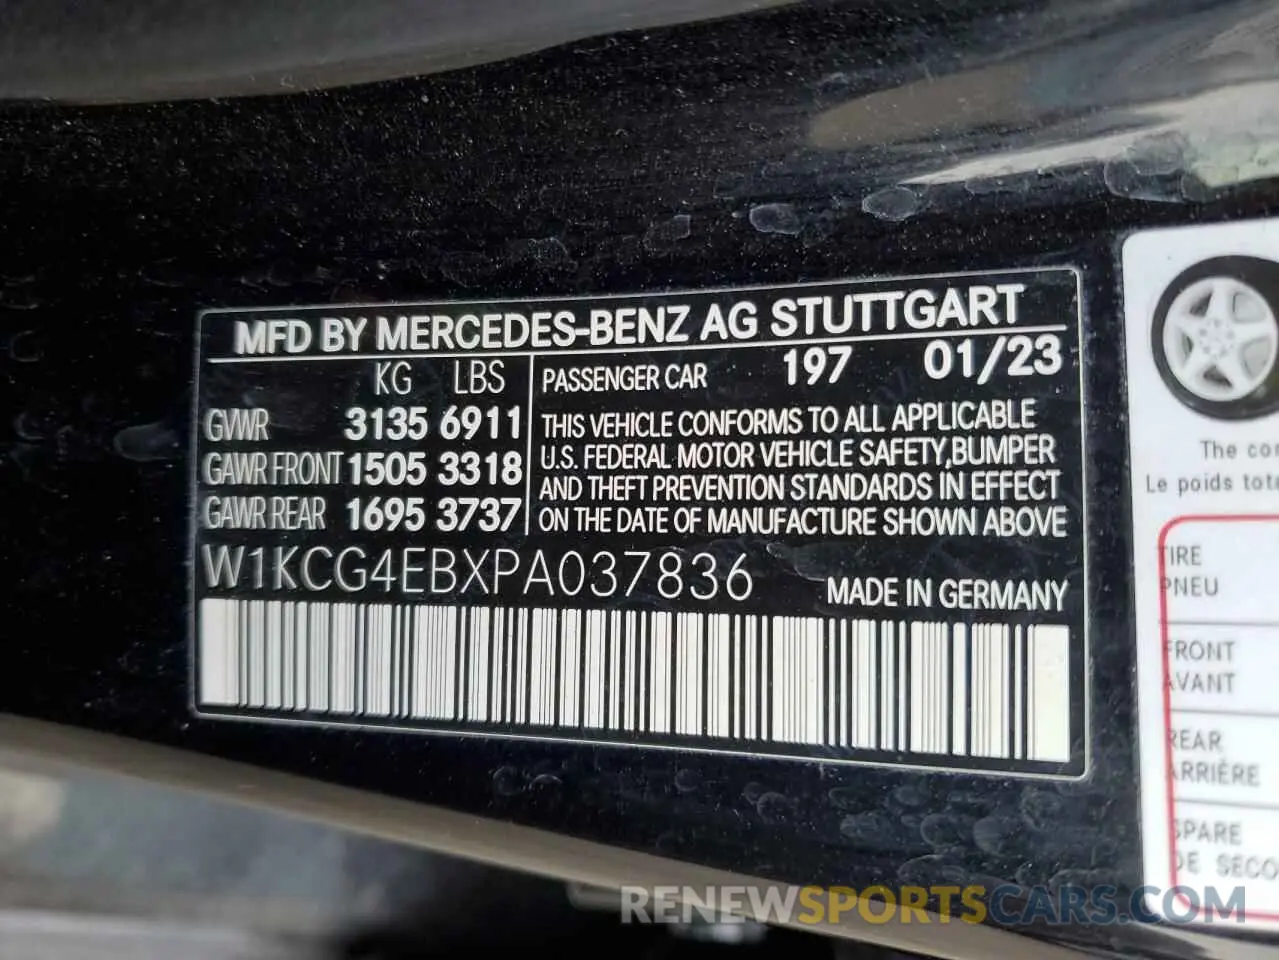 MFD BY MERCEDES-BENZ AG STUTTGART
KG LBS
GVWR 3135 6911
GAWR FRONT 1505 3318
GAWR REAR 1695 3737
PASSENGER CAR 197 01/23
THIS VEHICLE CONFORMS TO ALL APPLICABLE
U.S. FEDERAL MOTOR VEHICLE SAFETY, BUMPER
AND THEFT PREVENTION STANDARDS IN EFFECT
ON THE DATE OF MANUFACTURE SHOWN ABOVE
W1KCG4EBXPA037836
MADE IN GERMANY
The
Le poids
TIRE
PNEU
FRONT
AVANT
REAR
ARRIÈRE
SPARE
DE
RENEWSPORTSCARS.COM